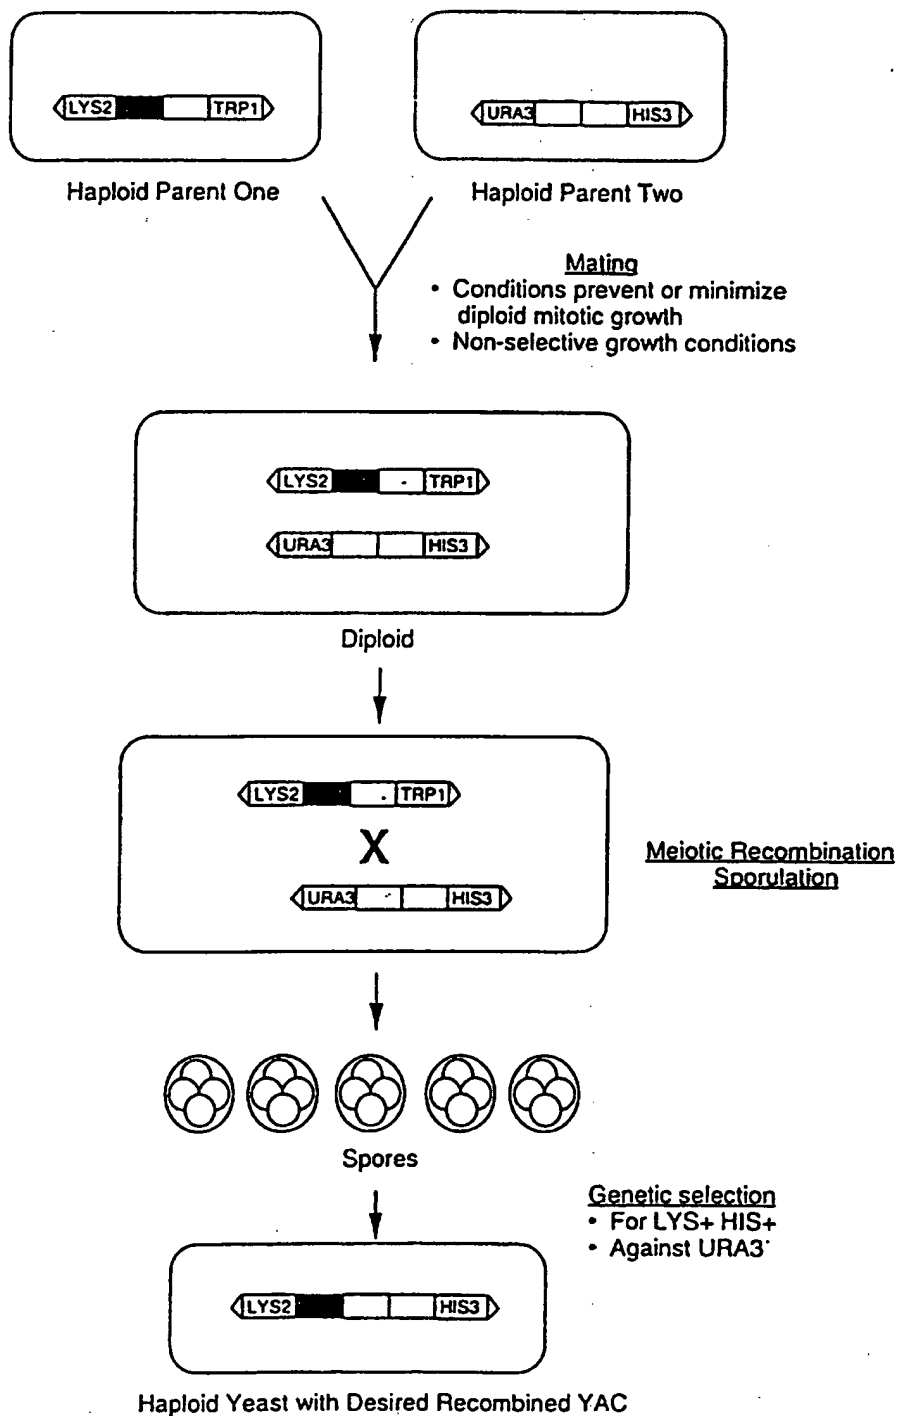 LYS2 TRP1
URA3 HIS3
Haploid Parent One
Haploid Parent Two
Mating
• Conditions prevent or minimize
diploid mitotic growth
• Non-selective growth conditions
LYS2 TRP1
URA3 HIS3
Diploid
LYS2 TRP1
X
URA3 HIS3
Meiotic Recombination
Sporulation
Spores
Genetic selection
• For LYS+ HIS+
• Against URA3
LYS2 HIS3
Haploid Yeast with Desired Recombined YAC